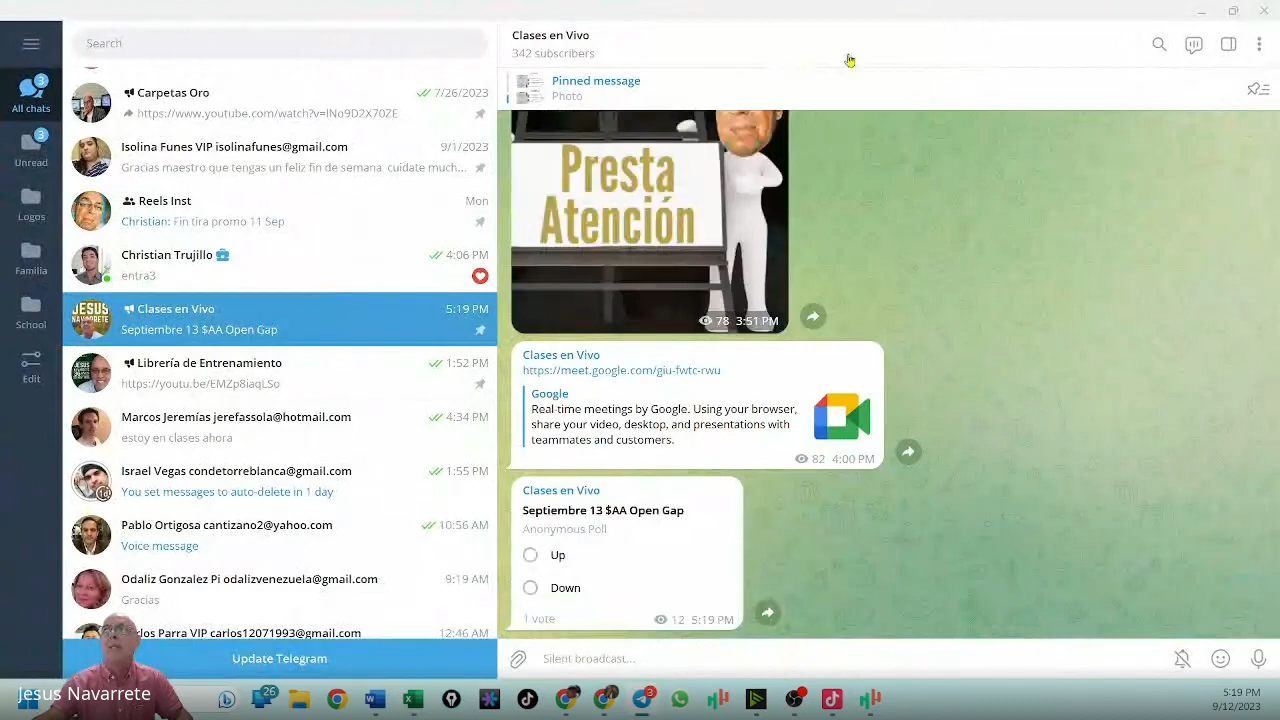 Search
Clases en Vivo
342 subscribers
Pinned message
Photo
3
All chats
3
Unread
Logos
Familia
School
Edit
Carpetas Oro
7/26/2023
https://www.youtube.com/watch?v=lNo9D2X70ZE
Isolina Funes VIP isolinafunes@gmail.com
9/1/2023
Gracias maestro que tengas un feliz fin de semana cuidate much...
Reels Inst
Mon
Christian: Fin tira promo 11 Sep
Christian Trujillo
4:06 PM
entra3
JESUS
NAVARRETE
Clases en Vivo
5:19 PM
Septiembre 13 $AA Open Gap
Librería de Entrenamiento
1:52 PM
https://youtu.be/EMZp8iaqLSo
Marcos Jeremías jerefassola@hotmail.com
4:34 PM
estoy en clases ahora
Israel Vegas condetorreblanca@gmail.com
1:55 PM
You set messages to auto-delete in 1 day
Pablo Ortigosa cantizano2@yahoo.com
10:56 AM
Voice message
Odaliz Gonzalez Pi odalizvenezuela@gmail.com
9:19 AM
Gracias
los Parra VIP carlos12071993@gmail.com
12:46 AM
Update Telegram
Presta
Atención
78 3:51 PM
Clases en Vivo
https://meet.google.com/giu-fwtc-rwu
Google
Real-time meetings by Google. Using your browser,
share your video, desktop, and presentations with
teammates and customers.
82 4:00 PM
Clases en Vivo
Septiembre 13 $AA Open Gap
Anonymous Poll
Up
Down
1 vote
12 5:19 PM
Silent broadcast...
Jesus Navarrete
26
3
5:19 PM
9/12/2023